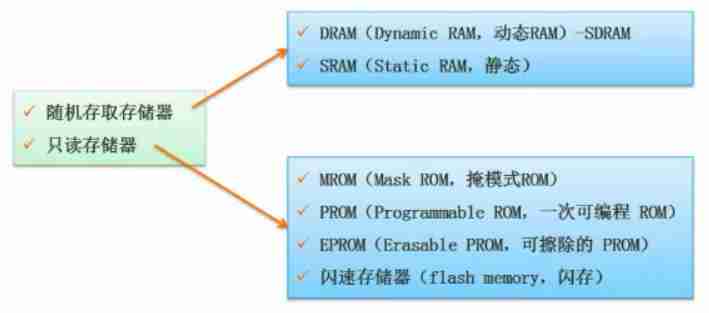 随机存取存储器
只读存储器
DRAM（Dynamic RAM，动态RAM）-SDRAM
SRAM（Static RAM，静态）
MROM（Mask ROM，掩模式ROM）
PROM（Programmable ROM，一次可编程 ROM）
EPROM（Erasable PROM，可擦除的 PROM）
闪速存储器（flash memory，闪存）